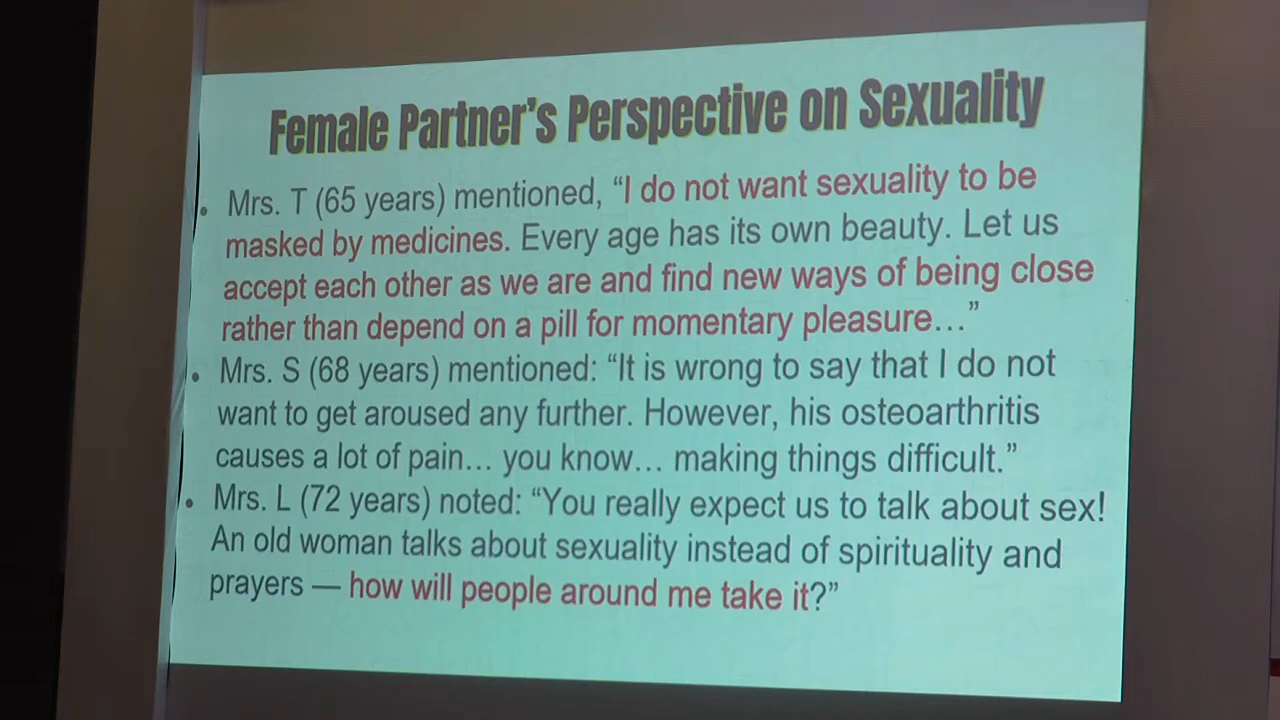 Female Partner's Perspective on Sexuality
• Mrs. T (65 years) mentioned, “I do not want sexuality to be
masked by medicines. Every age has its own beauty. Let us
accept each other as we are and find new ways of being close
rather than depend on a pill for momentary pleasure…”
• Mrs. S (68 years) mentioned: “It is wrong to say that I do not
want to get aroused any further. However, his osteoarthritis
causes a lot of pain… you know… making things difficult.”
• Mrs. L (72 years) noted: “You really expect us to talk about sex!
An old woman talks about sexuality instead of spirituality and
prayers — how will people around me take it?”